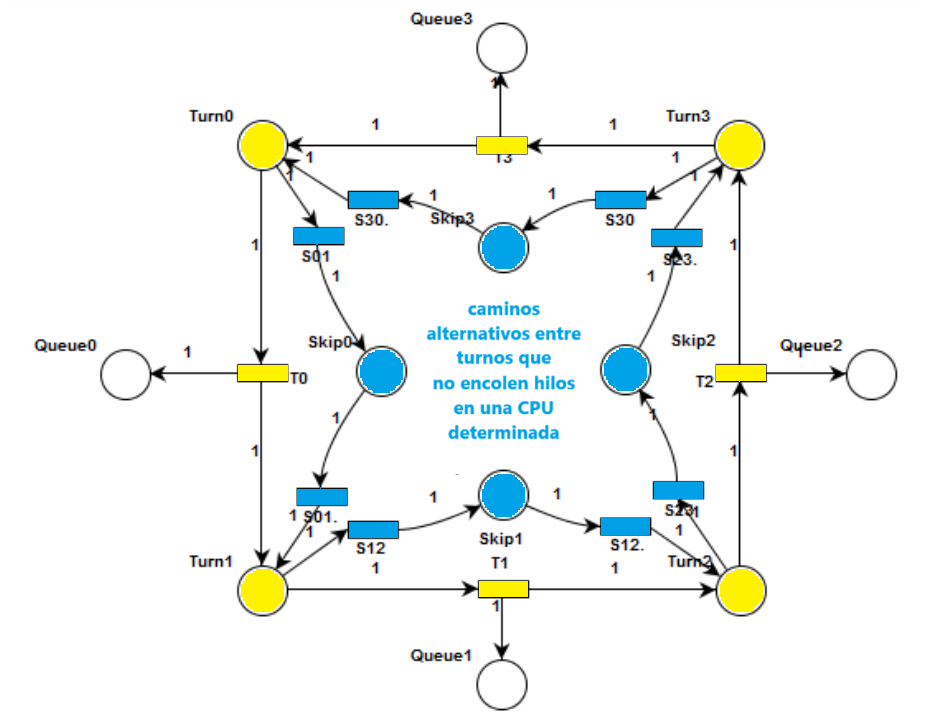 Queue3
Turn0
1
1
Turn3
T3
1
1
1
1
1
1
1
S30.
Skip3
S30
S01
S23.
1
1
1
1
caminos
alternativos entre
turnos que
no encolen hilos
en una CPU
determinada
Queue0
1
Skip0
Skip2
Queue2
T0
T2
1
1
1
1
1
1
S01.
S23
1
1
1
S12
Skip1
S12.
1
1
Turn1
T1
Turn2
1
1
1
Queue1